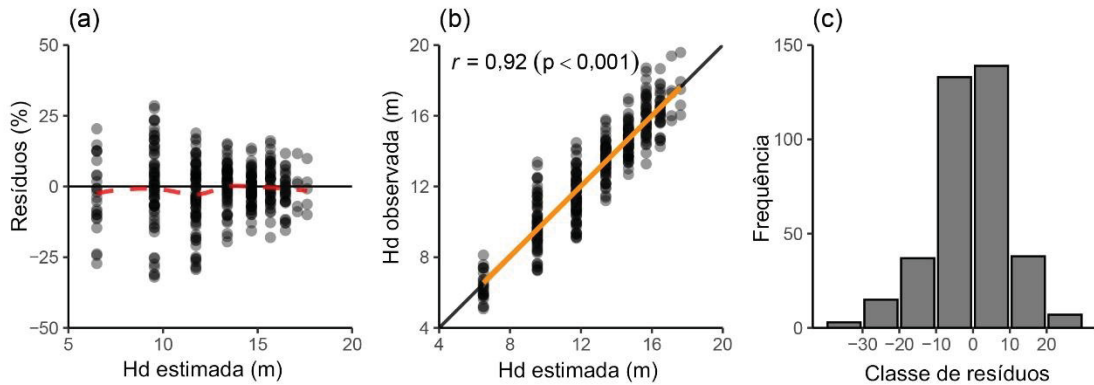 (a)
50
25
0
−25
−50
Resíduos (%)
5
10
15
20
Hd estimada (m)
(b)
r = 0,92 (p < 0,001)
20
16
12
8
4
Hd observada (m)
4
8
12
16
20
Hd estimada (m)
(c)
150
100
50
0
Frequência
−30
−20
−10
0
10
20
Classe de resíduos